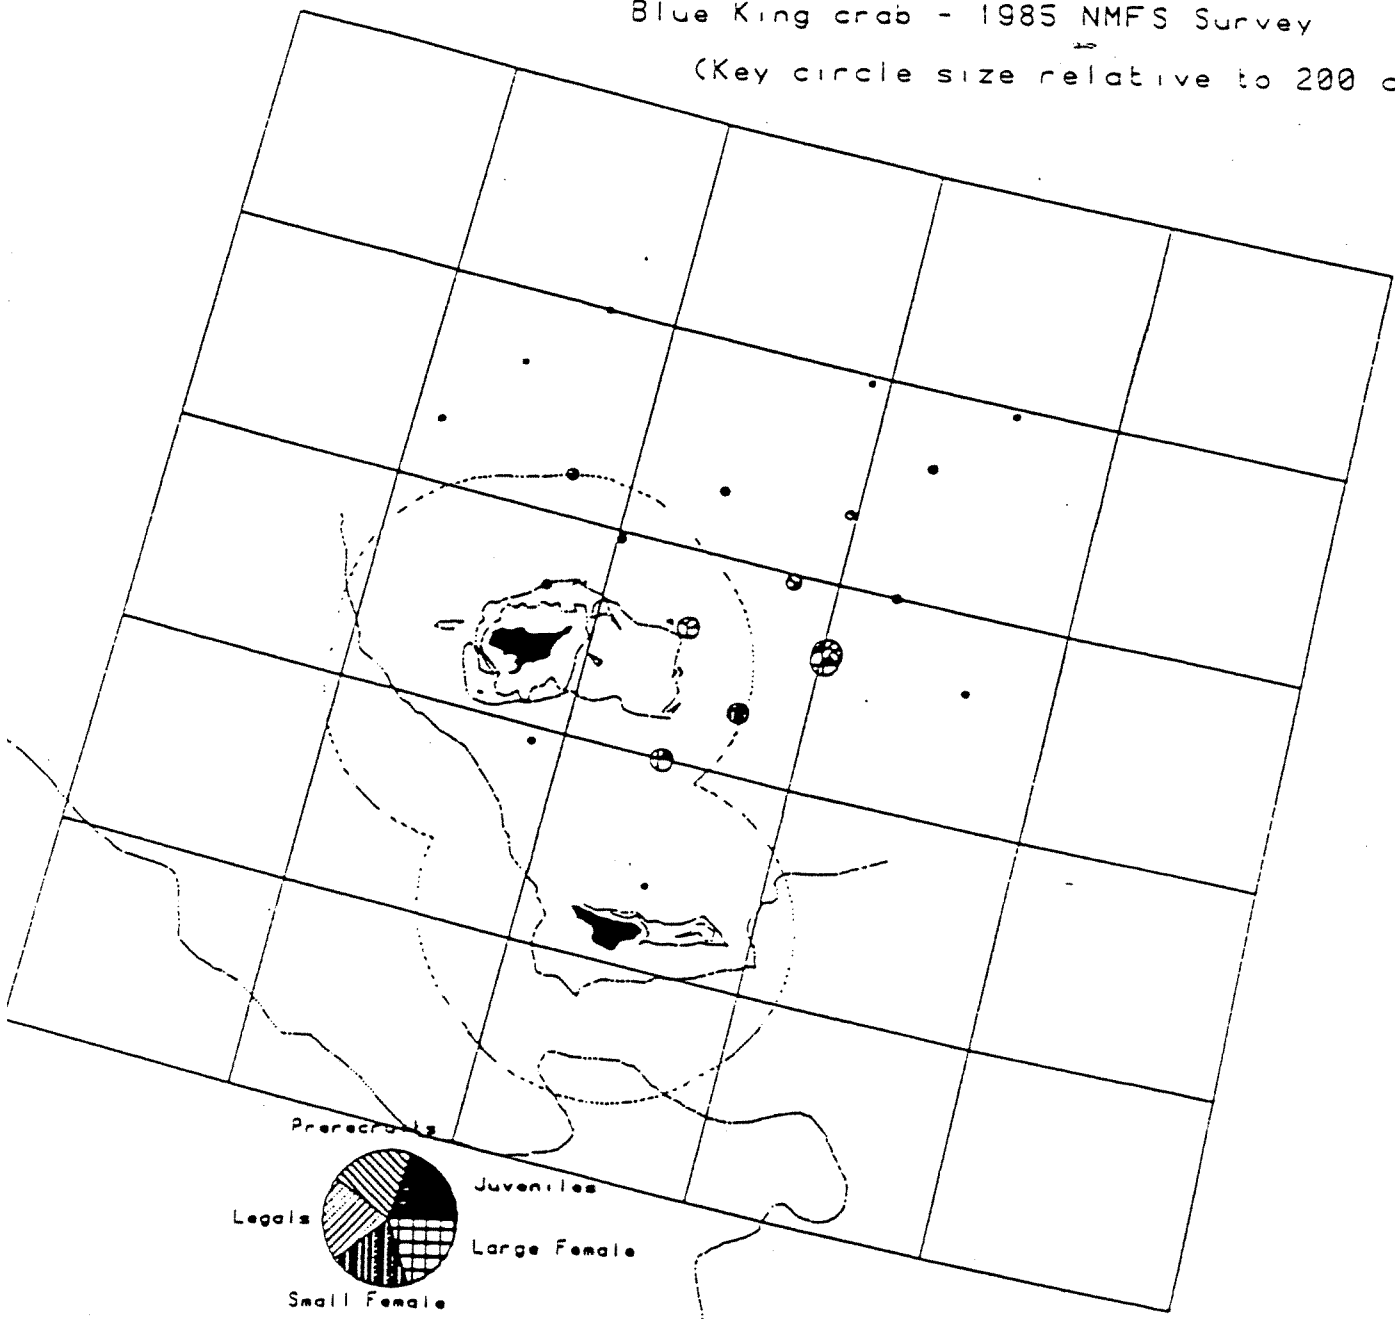 Blue King crab - 1985 NMFS Survey
(Key circle size relative to 200 c
Prerecruits
Juveniles
Legals
Large Female
Small Female